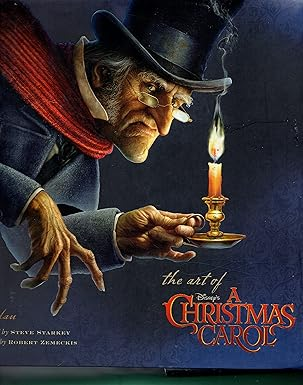 the art of
Disney's
A
CHRISTMAS
CAROL
by STEVE STARKEY
by ROBERT ZEMECKIS